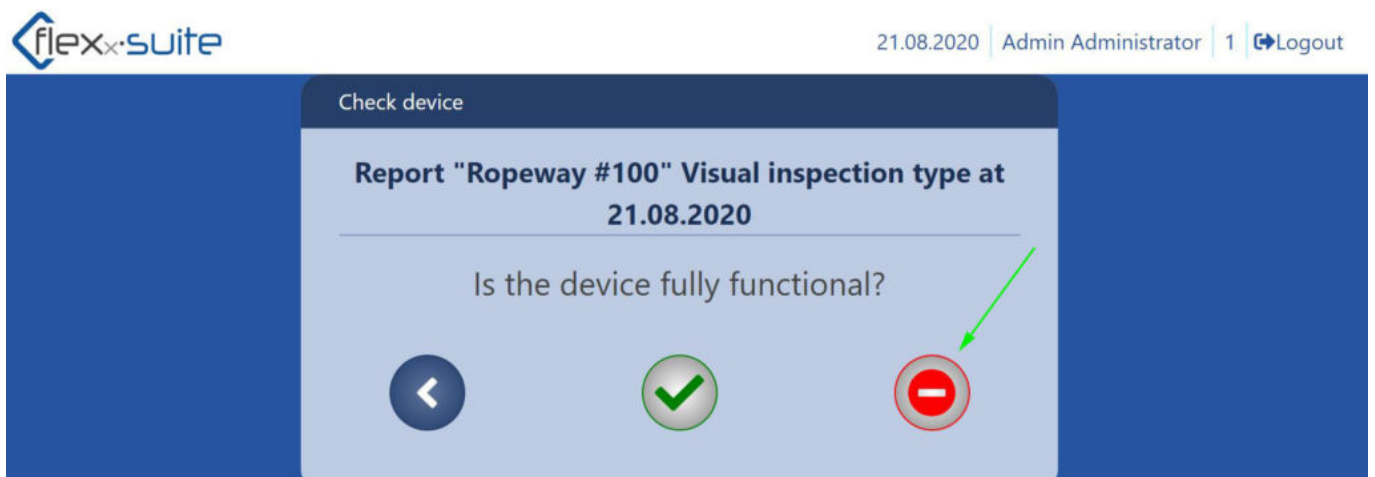 flexx·suite
21.08.2020 Admin Administrator 1 Logout
Check device
Report "Ropeway #100" Visual inspection type at
21.08.2020
Is the device fully functional?